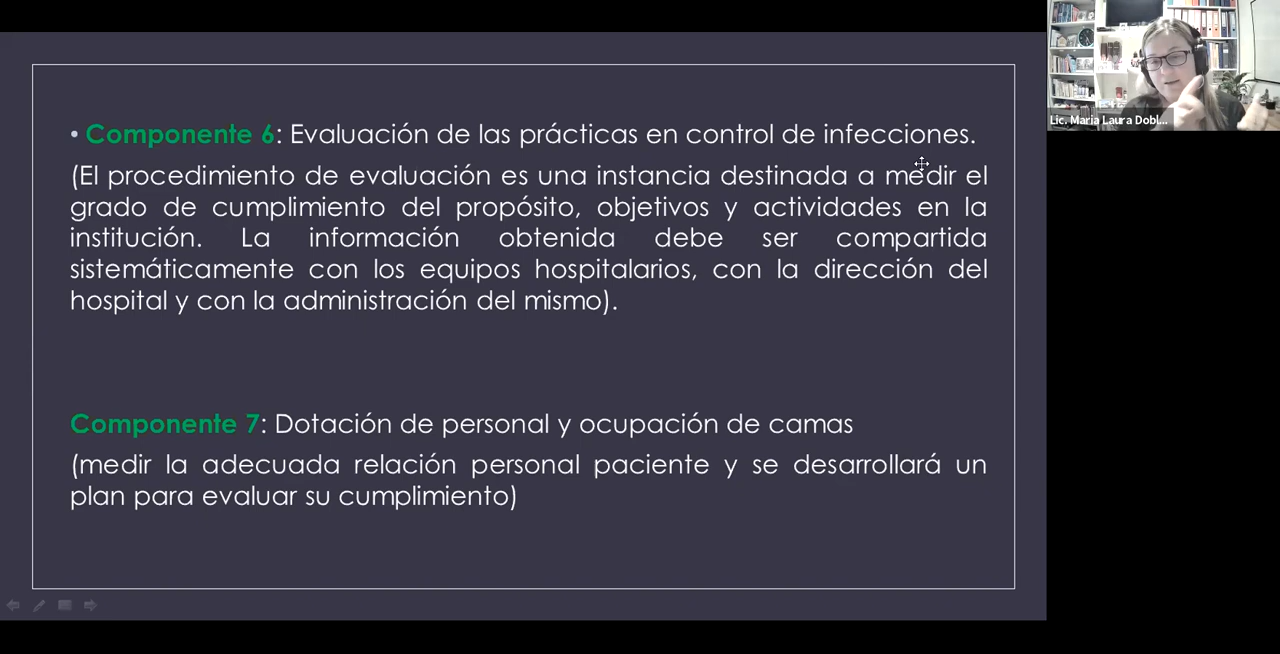 • Componente 6: Evaluación de las prácticas en control de infecciones.
(El procedimiento de evaluación es una instancia destinada a medir el
grado de cumplimiento del propósito, objetivos y actividades en la
institución. La información obtenida debe ser compartida
sistemáticamente con los equipos hospitalarios, con la dirección del
hospital y con la administración del mismo).
Componente 7: Dotación de personal y ocupación de camas
(medir la adecuada relación personal paciente y se desarrollará un
plan para evaluar su cumplimiento)
Lic. Maria Laura Dobl...